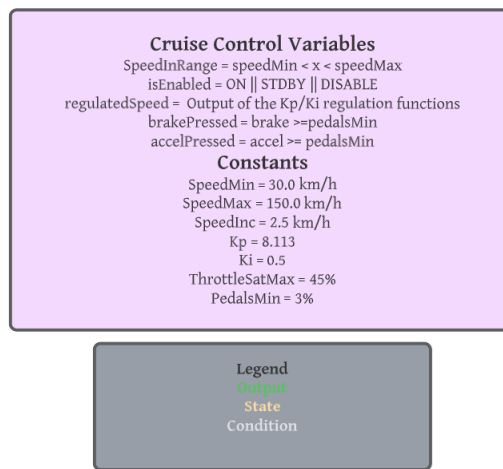 Cruise Control Variables
SpeedInRange = speedMin < x < speedMax
isEnabled = ON || STDBY || DISABLE
regulatedSpeed = Output of the Kp/Ki regulation functions
brakePressed = brake >=pedalsMin
accelPressed = accel >= pedalsMin
Constants
SpeedMin = 30.0 km/h
SpeedMax = 150.0 km/h
SpeedInc = 2.5 km/h
Kp = 8.113
Ki = 0.5
ThrottleSatMax = 45%
PedalsMin = 3%
Legend
Output
State
Condition